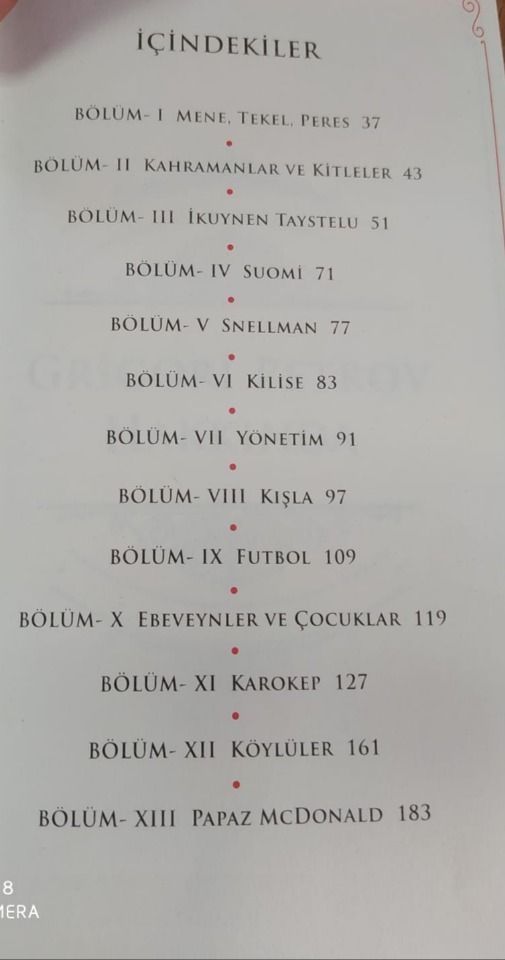 İÇİNDEKİLER
BÖLÜM- I MENE, TEKEL, PERES 37
BÖLÜM- II KAHRAMANLAR VE KİTLELER 43
BÖLÜM- III İKUYNEN TAYSTELU 51
BÖLÜM- IV SUOMİ 71
BÖLÜM- V SNELLMAN 77
BÖLÜM- VI KİLİSE 83
BÖLÜM- VII YÖNETİM 91
BÖLÜM- VIII KIŞLA 97
BÖLÜM- IX FUTBOL 109
BÖLÜM- X EBEVEYNLER VE ÇOCUKLAR 119
BÖLÜM- XI KAROKEP 127
BÖLÜM- XII KÖYLÜLER 161
BÖLÜM- XIII PAPAZ MCDONALD 183
8